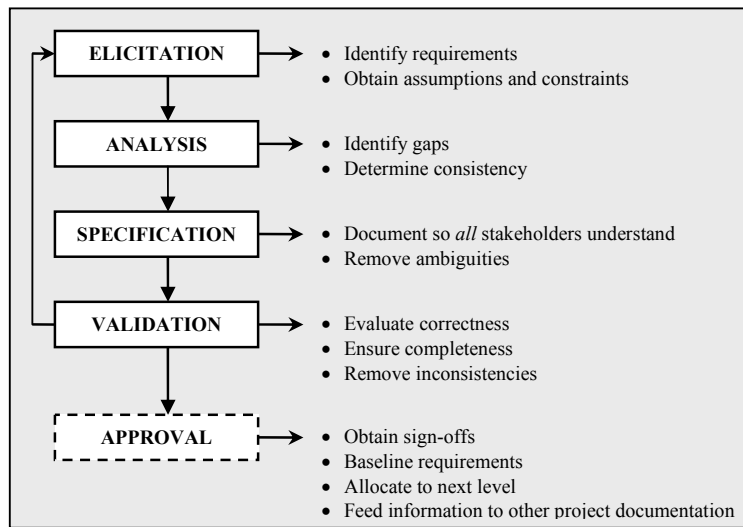 ELICITATION
• Identify requirements
• Obtain assumptions and constraints
ANALYSIS
• Identify gaps
• Determine consistency
SPECIFICATION
• Document so all stakeholders understand
• Remove ambiguities
VALIDATION
• Evaluate correctness
• Ensure completeness
• Remove inconsistencies
APPROVAL
• Obtain sign-offs
• Baseline requirements
• Allocate to next level
• Feed information to other project documentation